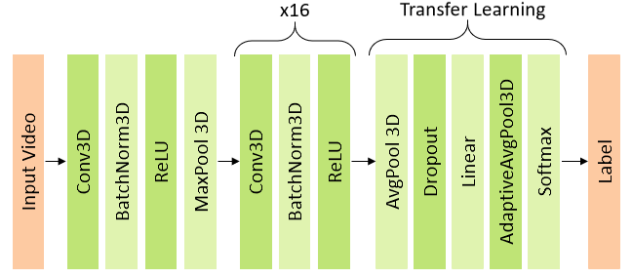 x16
Transfer Learning
Input Video
Conv3D
BatchNorm3D
ReLU
MaxPool 3D
Conv3D
BatchNorm3D
ReLU
AvgPool 3D
Dropout
Linear
AdaptiveAvgPool3D
Softmax
Label